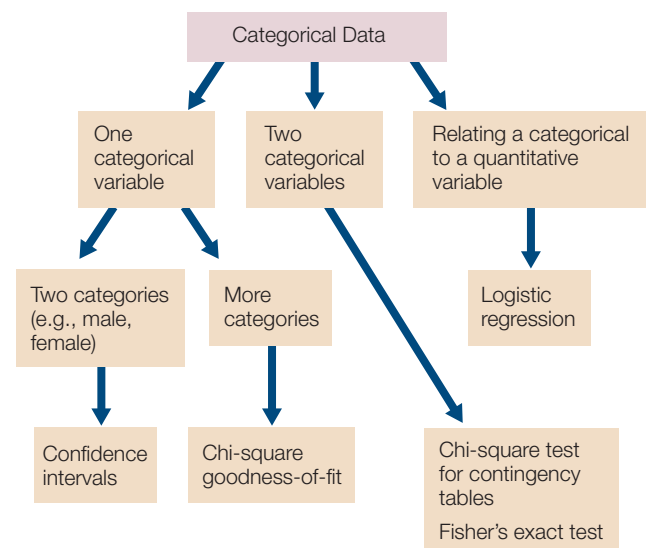 Categorical Data
One
categorical
variable
Two
categorical
variables
Relating a categorical
to a quantitative
variable
Two categories
(e.g., male,
female)
More
categories
Logistic
regression
Confidence
intervals
Chi-square
goodness-of-fit
Chi-square test
for contingency
tables
Fisher’s exact test